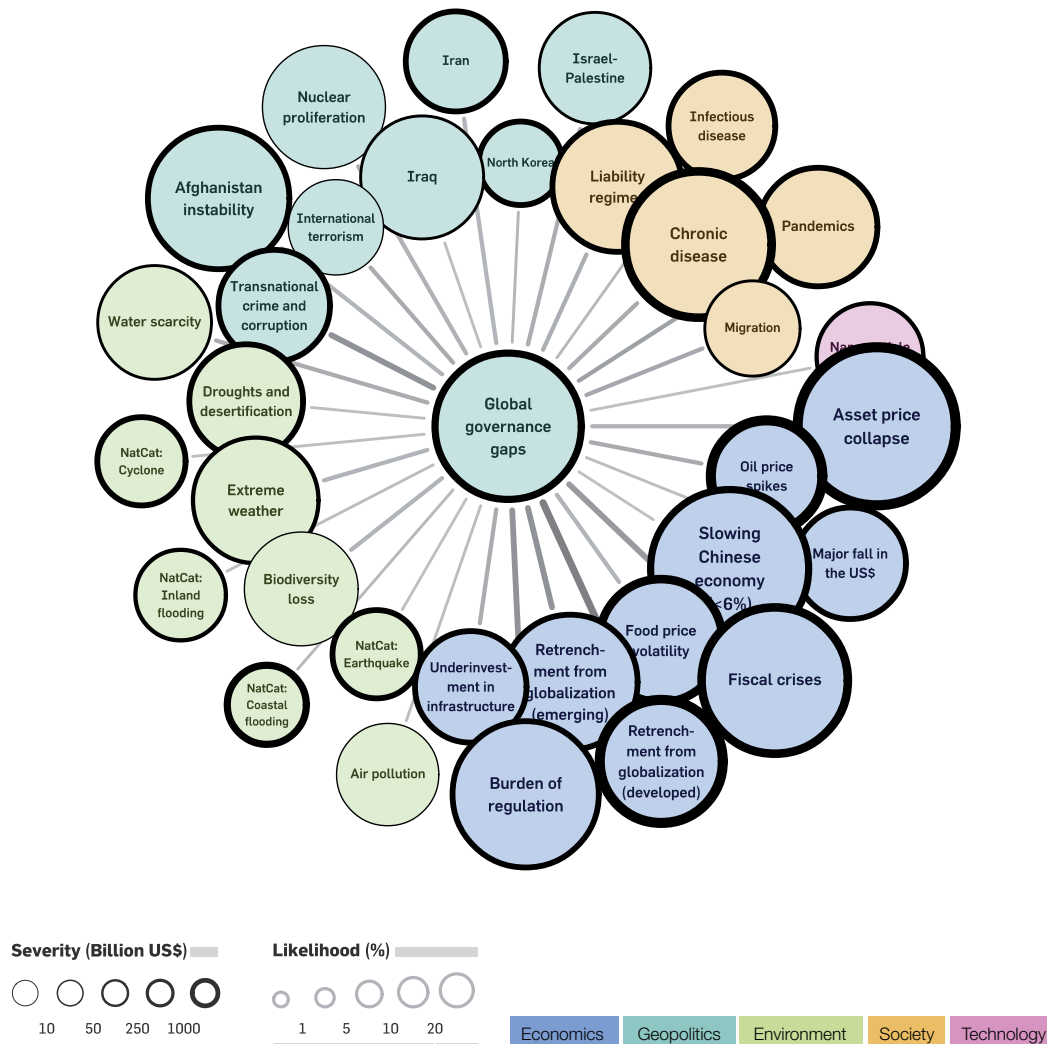 Iran
Israel-
Palestine
Nuclear
proliferation
Infectious
disease
North Korea
Iraq
Liability
regime
Afghanistan
instability
International
terrorism
Chronic
disease
Pandemics
Transnational
crime and
corruption
Water scarcity
Migration
Droughts and
desertification
Global
governance
gaps
Asset price
collapse
NatCat:
Cyclone
Oil price
spikes
Extreme
weather
Slowing
Chinese
economy
(<6%)
Major fall in
the US$
NatCat:
Inland
flooding
Biodiversity
loss
NatCat:
Earthquake
Food price
volatility
Underinvest-
ment in
infrastructure
Retrench-
ment from
globalization
(emerging)
Fiscal crises
NatCat:
Coastal
flooding
Retrench-
ment from
globalization
(developed)
Air pollution
Burden of
regulation
Severity (Billion US$)
10 50 250 1000
Likelihood (%)
1 5 10 20
Economics
Geopolitics
Environment
Society
Technology